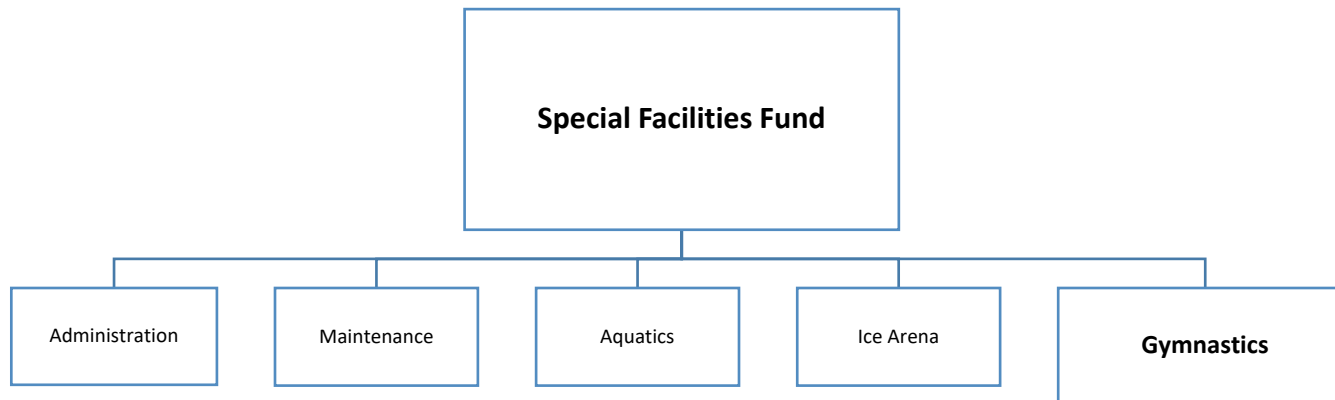 Special Facilities Fund
Administration
Maintenance
Aquatics
Ice Arena
Gymnastics